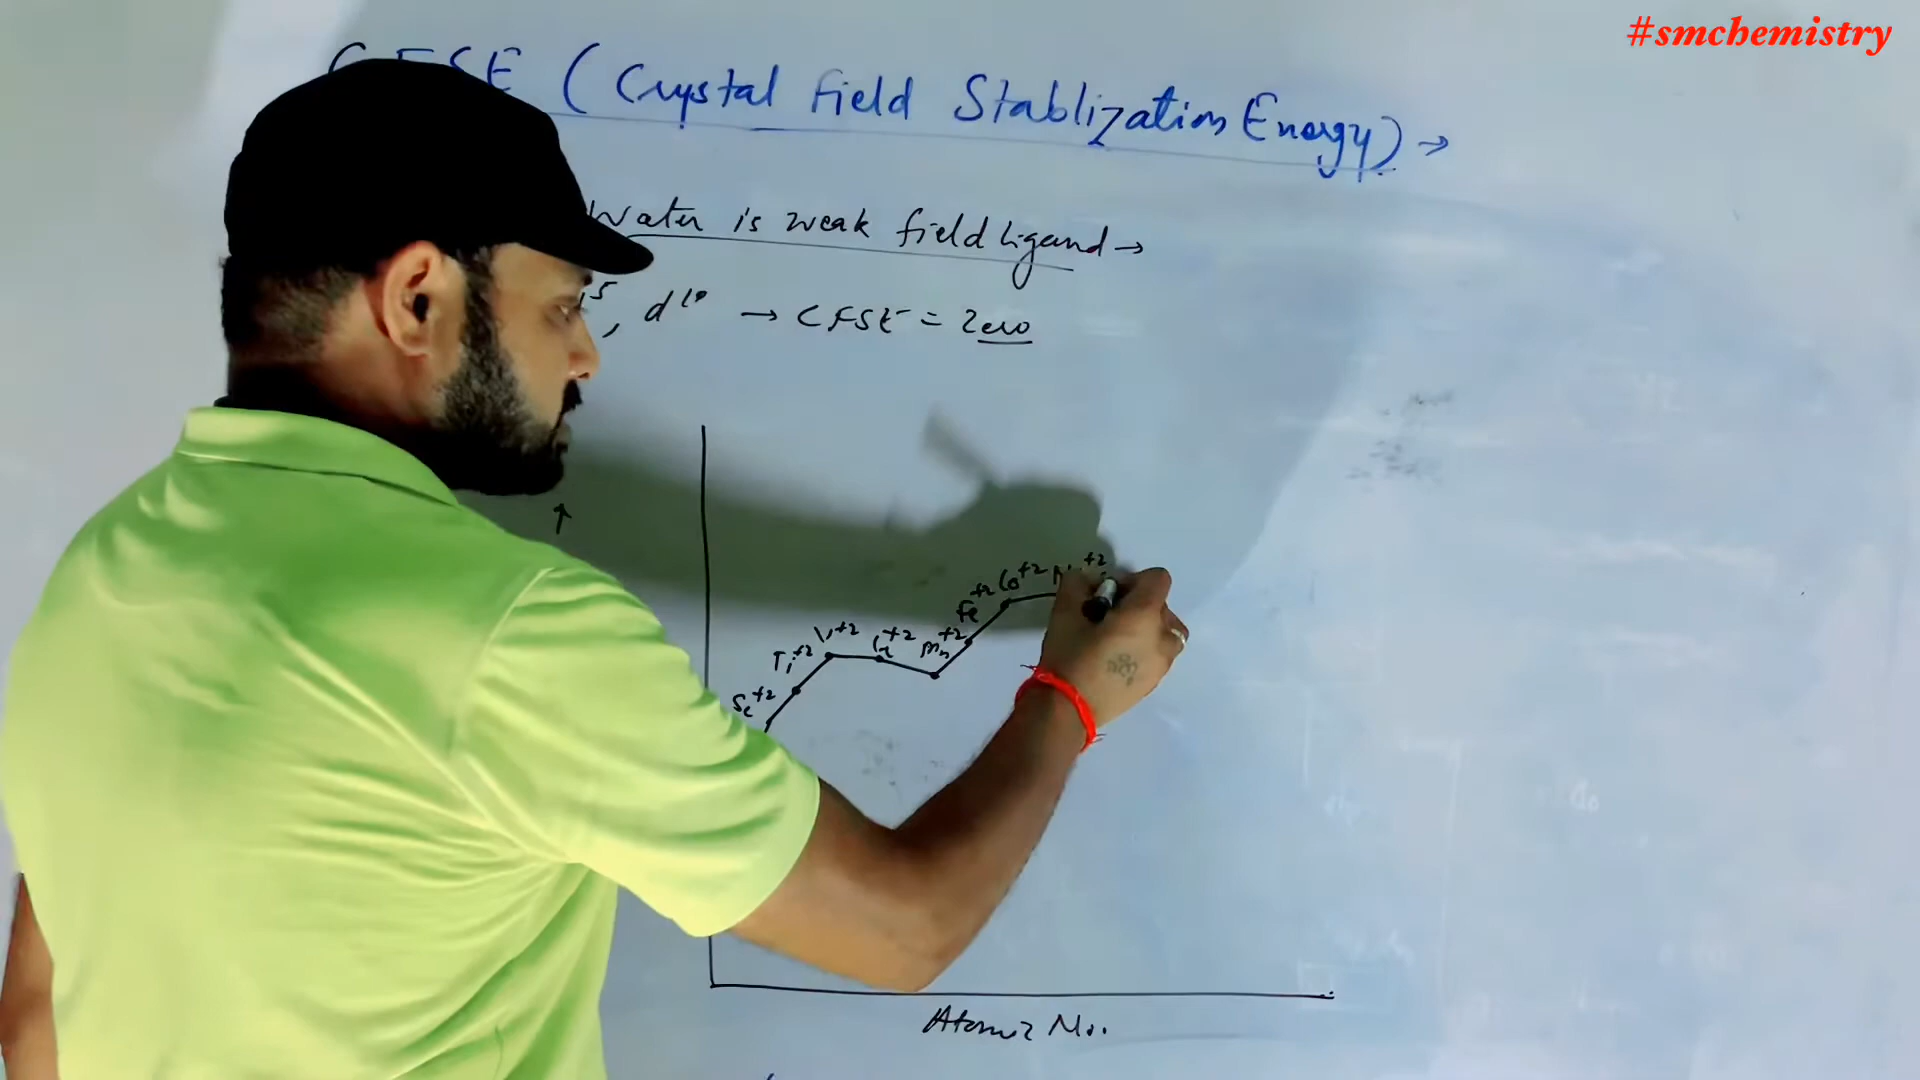 #smchemistry
CFSE (Crystal field Stablization Energy) →
Water is weak field ligand →
, d¹⁰ → CFSE = Zero
↑
Sc⁺² Ti⁺² V⁺² Cr⁺² Mn⁺² Fe⁺² Co⁺² +2
Atomic No.